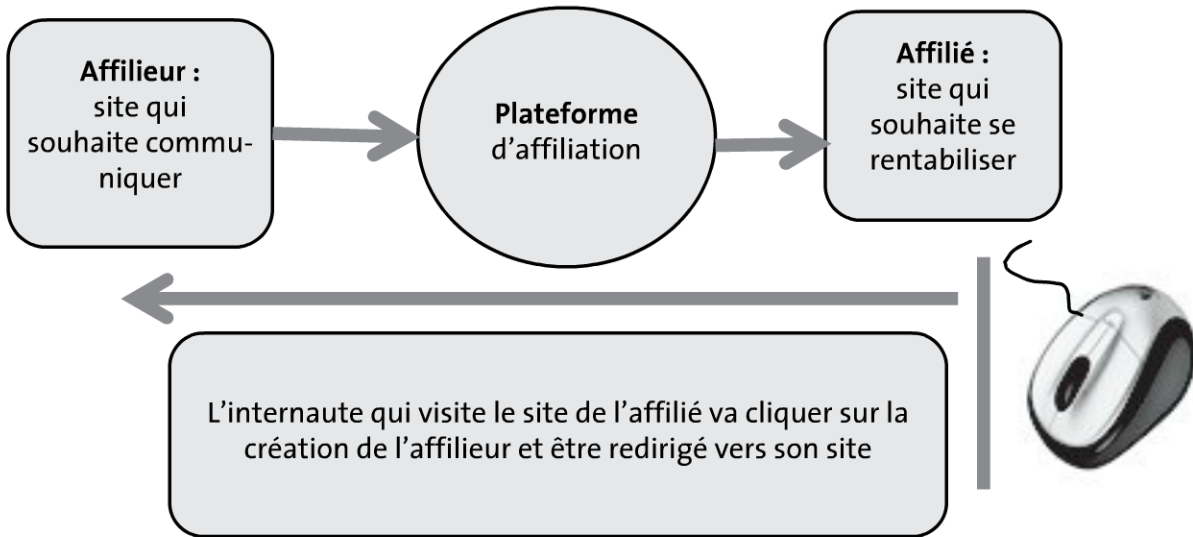 Affilieur :
site qui
souhaite commu-
niquer
Plateforme
d'affiliation
Affilié :
site qui
souhaite se
rentabiliser
L'internaute qui visite le site de l'affilié va cliquer sur la
création de l'affilieur et être redirigé vers son site